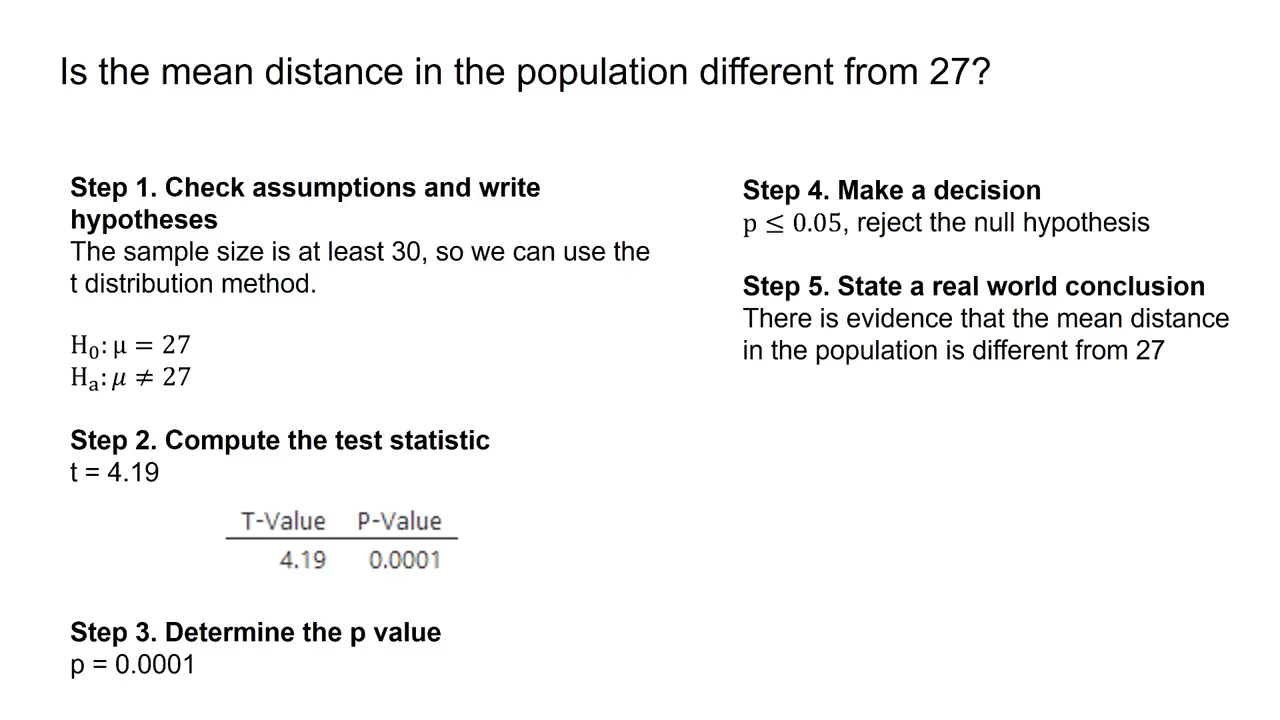 Is the mean distance in the population different from 27?
Step 1. Check assumptions and write
hypotheses
The sample size is at least 30, so we can use the
t distribution method.
H₀: μ = 27
Hₐ: μ ≠ 27
Step 2. Compute the test statistic
t = 4.19
T-Value P-Value
4.19 0.0001
Step 3. Determine the p value
p = 0.0001
Step 4. Make a decision
p ≤ 0.05, reject the null hypothesis
Step 5. State a real world conclusion
There is evidence that the mean distance
in the population is different from 27